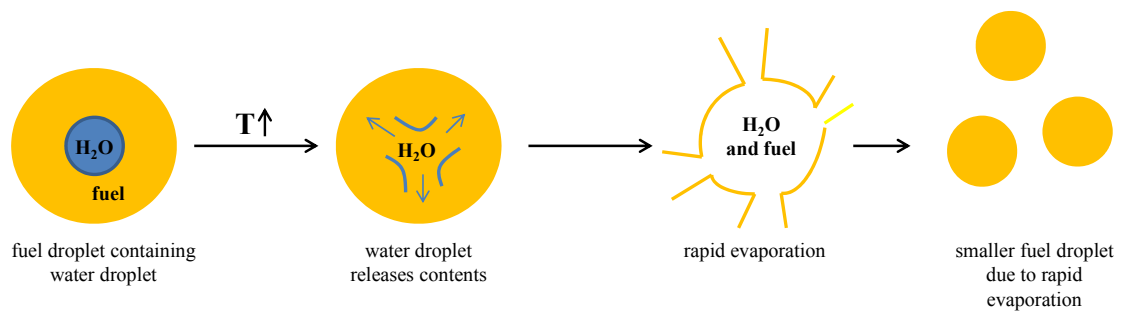 H₂O
fuel
T↑
H₂O
H₂O
and fuel
fuel droplet containing
water droplet
water droplet
releases contents
rapid evaporation
smaller fuel droplet
due to rapid
evaporation